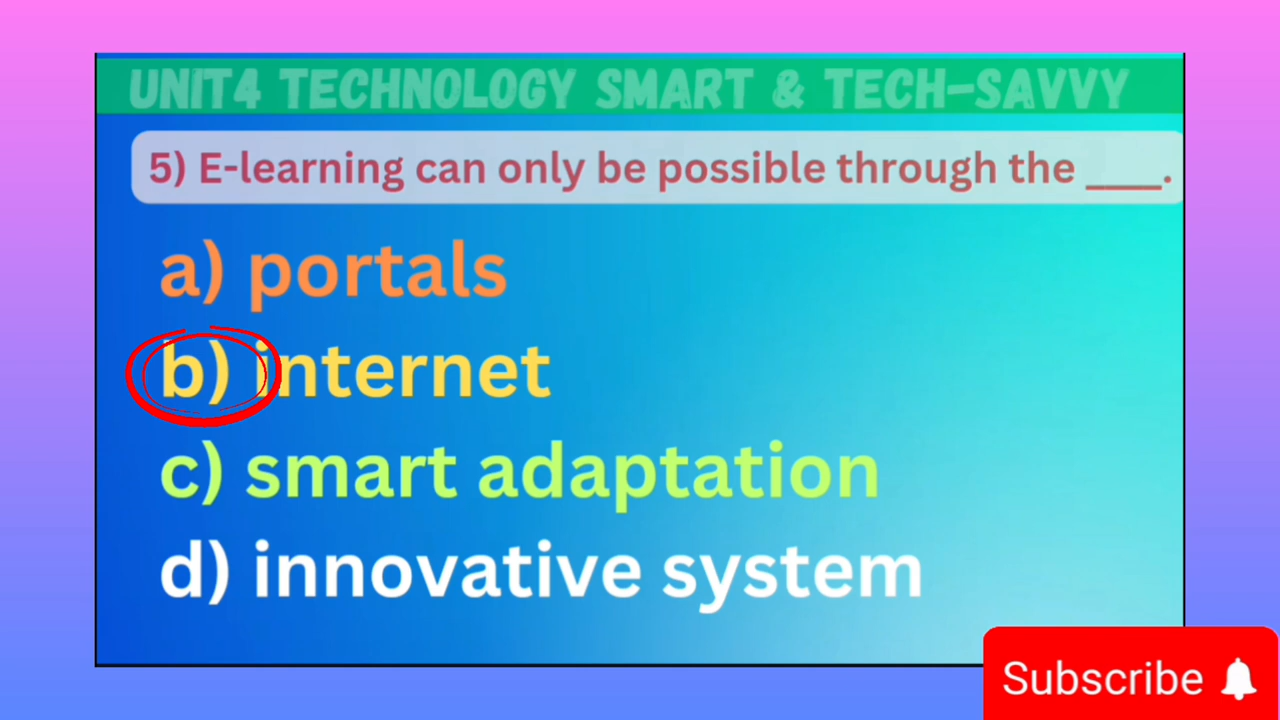 UNIT4 TECHNOLOGY SMART & TECH-SAVVY
5) E-learning can only be possible through the ____.
a) portals
b) internet
c) smart adaptation
d) innovative system
Subscribe